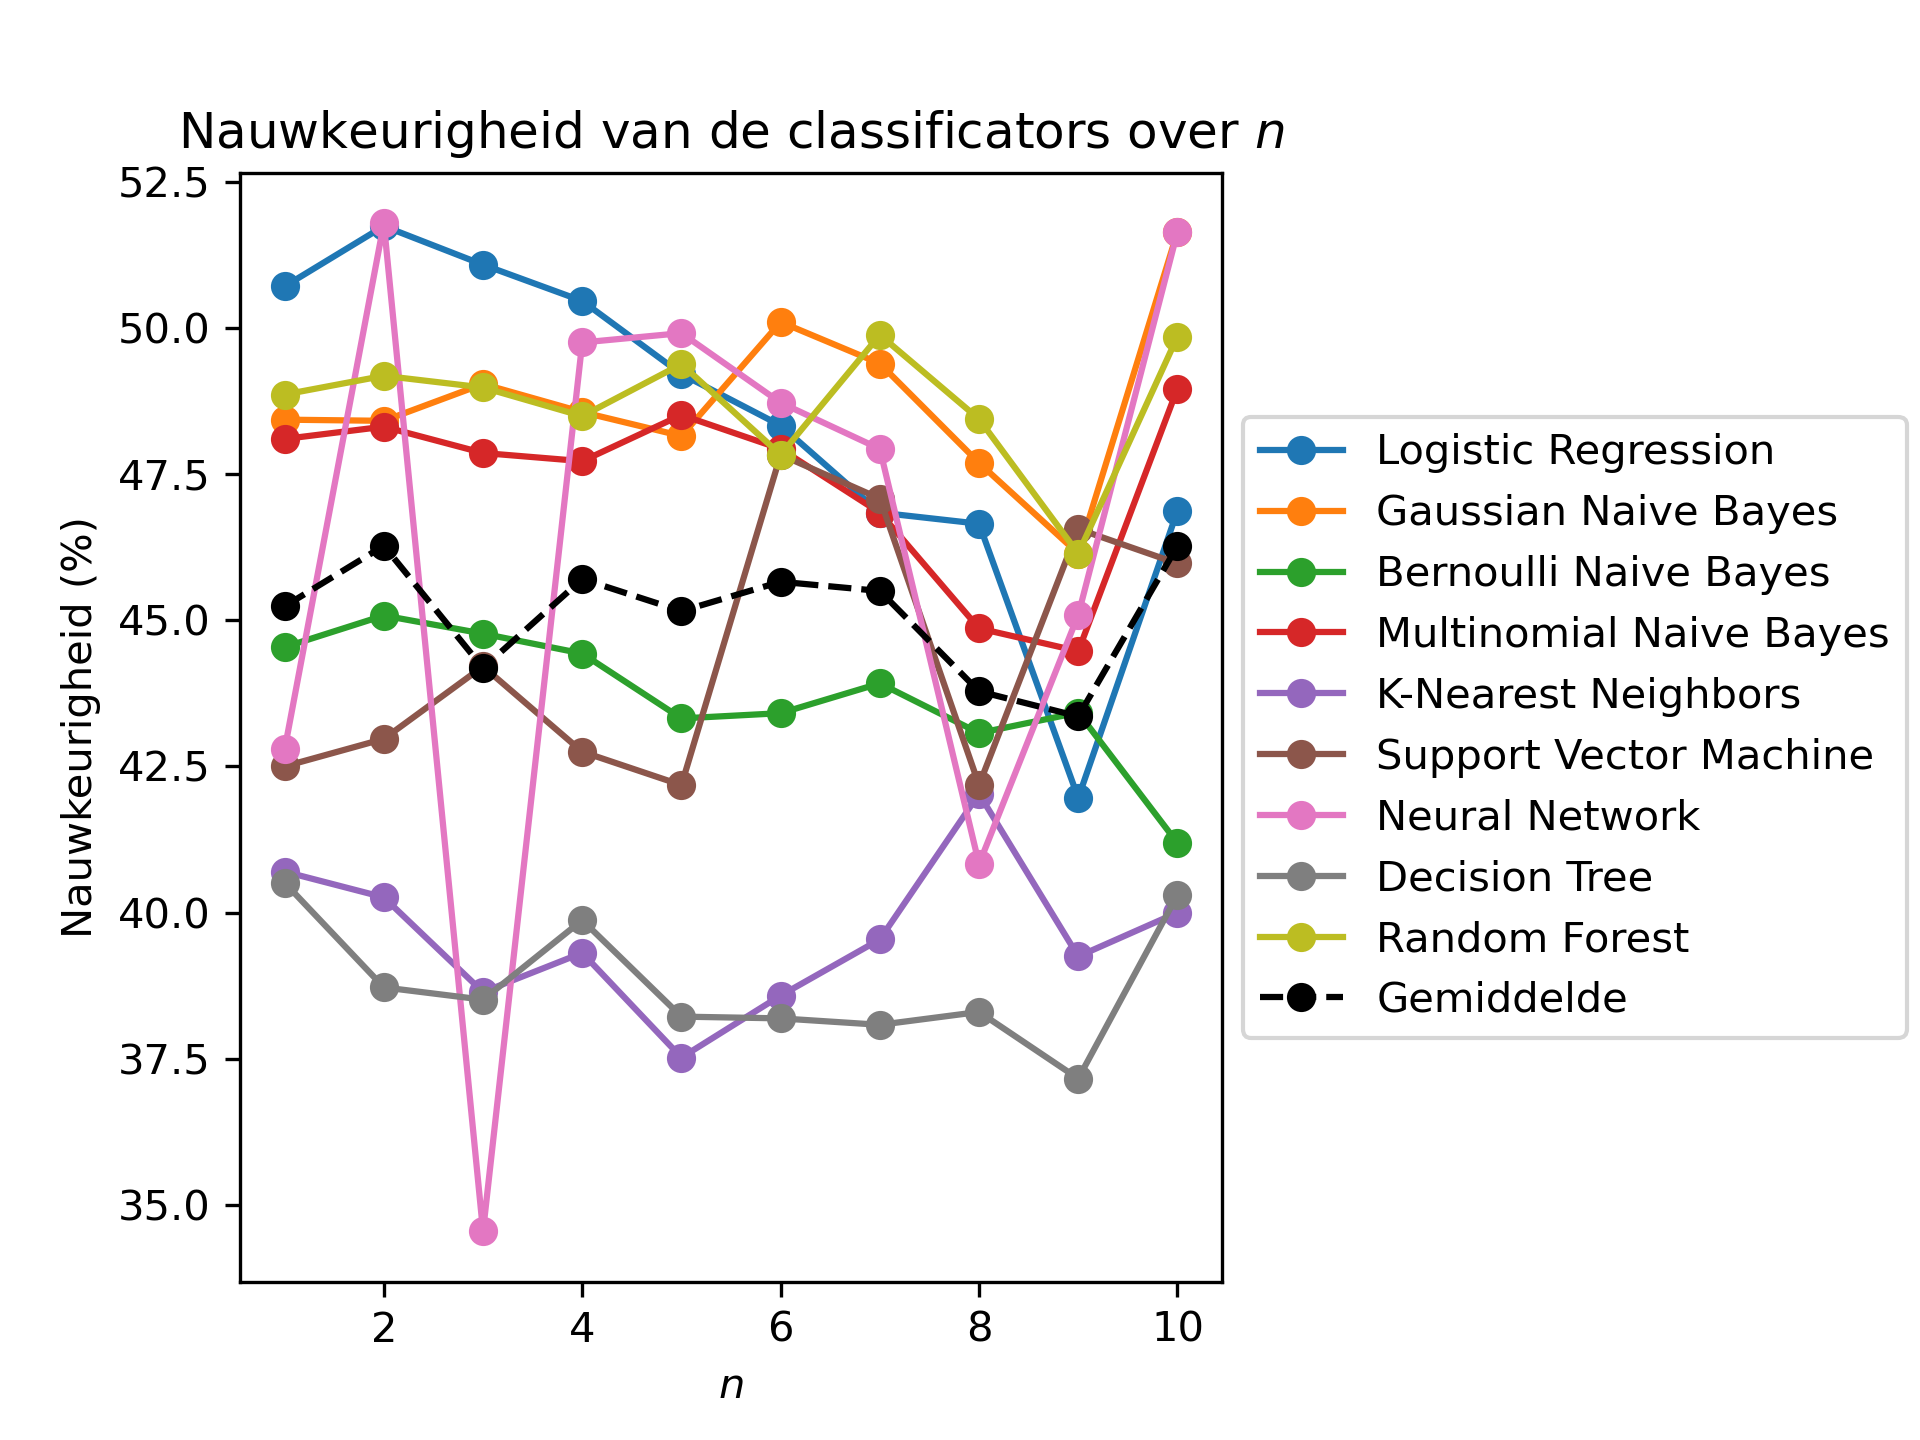 Nauwkeurigheid van de classificators over n
52.5
50.0
47.5
45.0
42.5
40.0
37.5
35.0
Nauwkeurigheid (%)
2 4 6 8 10
n
Logistic Regression
Gaussian Naive Bayes
Bernoulli Naive Bayes
Multinomial Naive Bayes
K-Nearest Neighbors
Support Vector Machine
Neural Network
Decision Tree
Random Forest
Gemiddelde